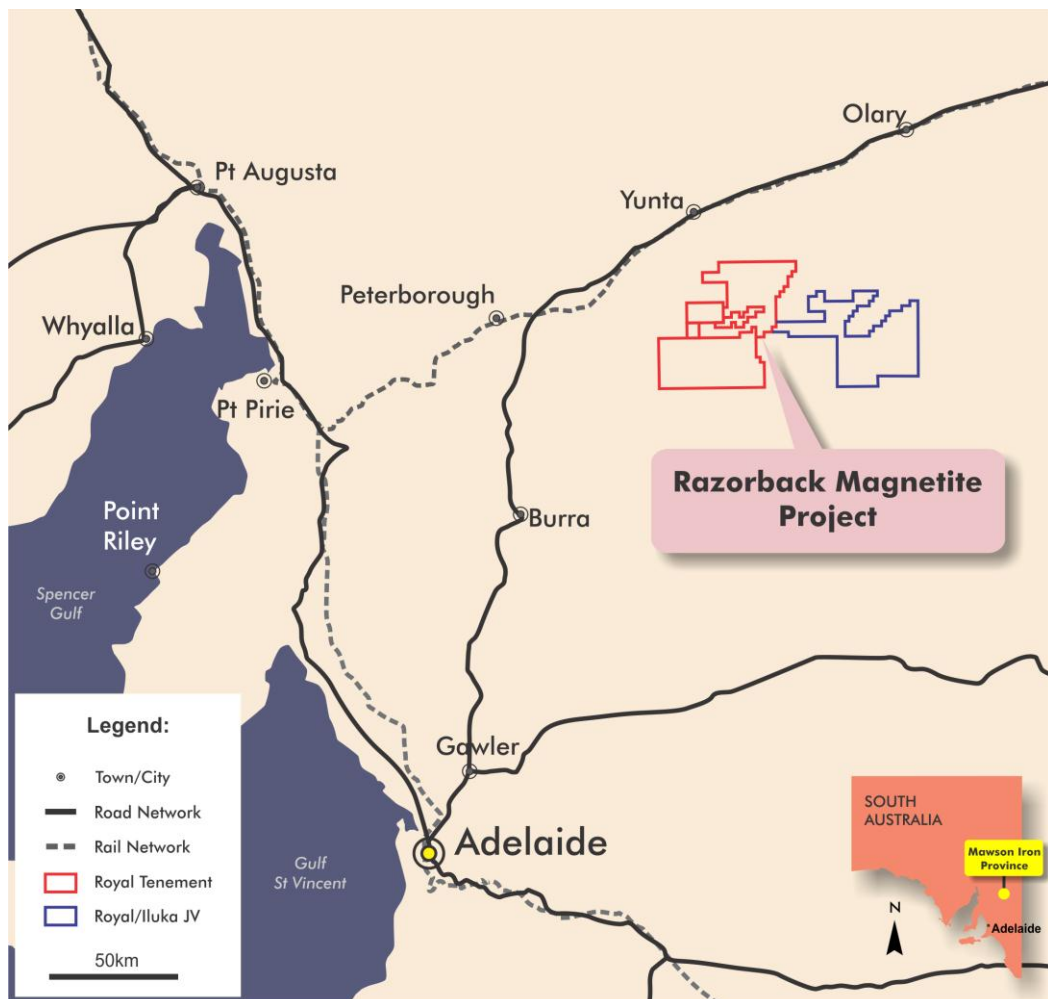 Olary
Pt Augusta
Yunta
Peterborough
Whyalla
Pt Pirie
Razorback Magnetite
Project
Point
Riley
Burra
Spencer
Gulf
Legend:
Town/City
Road Network
Rail Network
Royal Tenement
Royal/Iluka JV
50km
Gawler
Adelaide
Gulf
St Vincent
SOUTH
AUSTRALIA
Mawson Iron
Province
N
Adelaide